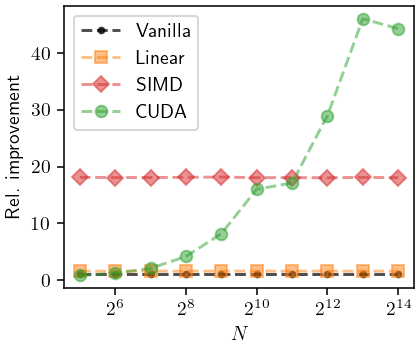 Vanilla
Linear
SIMD
CUDA
Rel. improvement
40
30
20
10
0
2^6 2^8 2^10 2^12 2^14
N